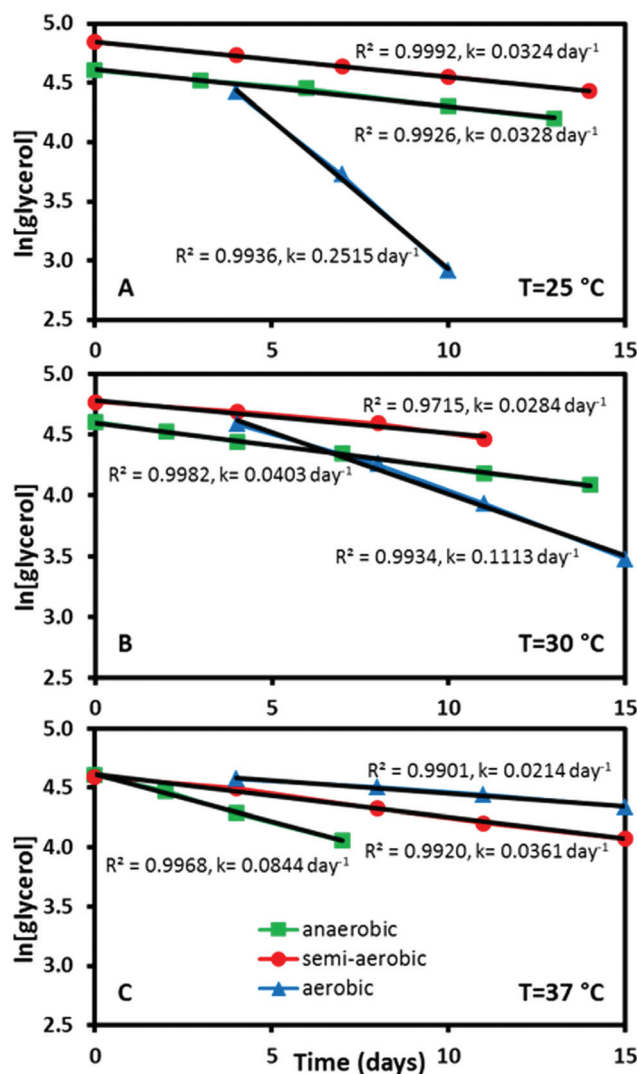 5.0
4.5
4.0
3.5
3.0
2.5
ln[glycerol]
R² = 0.9992, k= 0.0324 day⁻¹
R² = 0.9926, k= 0.0328 day⁻¹
R² = 0.9936, k= 0.2515 day⁻¹
A
T=25 °C
0 5 10 15
5.0
4.5
4.0
3.5
3.0
2.5
ln[glycerol]
R² = 0.9715, k= 0.0284 day⁻¹
R² = 0.9982, k= 0.0403 day⁻¹
R² = 0.9934, k= 0.1113 day⁻¹
B
T=30 °C
0 5 10 15
5.0
4.5
4.0
3.5
3.0
2.5
ln[glycerol]
R² = 0.9901, k= 0.0214 day⁻¹
R² = 0.9968, k= 0.0844 day⁻¹
R² = 0.9920, k= 0.0361 day⁻¹
anaerobic
semi-aerobic
aerobic
C
T=37 °C
0 5 10 15
Time (days)